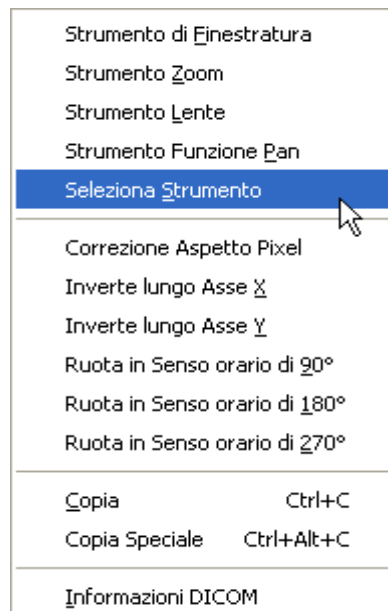 Strumento di Finestratura
Strumento Zoom
Strumento Lente
Strumento Funzione Pan
Seleziona Strumento
Correzione Aspetto Pixel
Inverte lungo Asse X
Inverte lungo Asse Y
Ruota in Senso orario di 90°
Ruota in Senso orario di 180°
Ruota in Senso orario di 270°
Copia Ctrl+C
Copia Speciale Ctrl+Alt+C
Informazioni DICOM